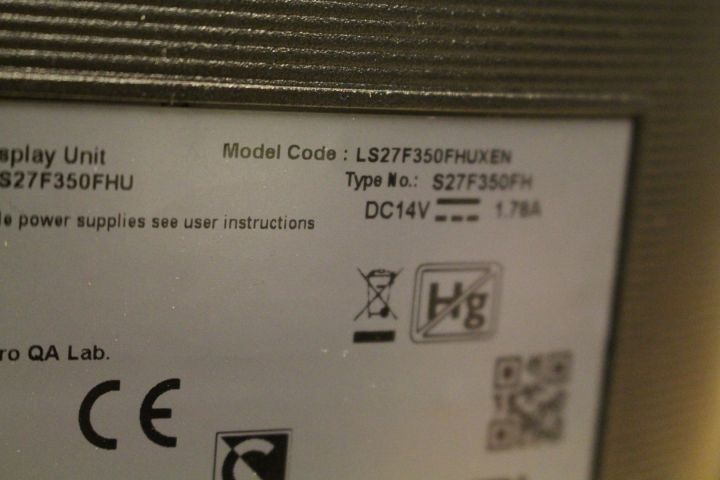 splay Unit
S27F350FHU
Model Code : LS27F350FHUXEN
Type No.: S27F350FH
DC14V 1.78A
le power supplies see user instructions
Hg
ro QA Lab.
CE